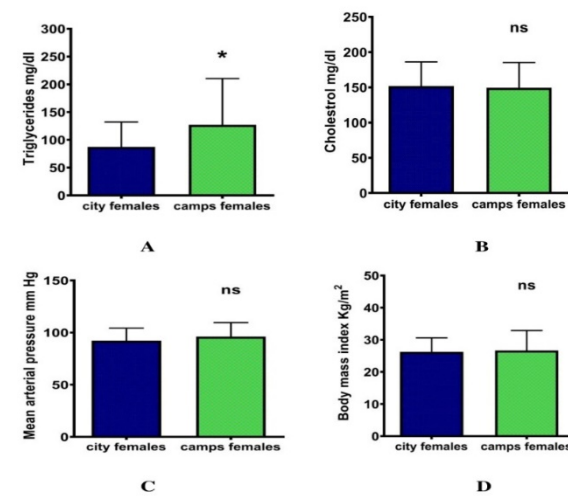 Triglycerides mg/dl
300
250
200
150
100
50
0
*
city females camps females
A
Cholestrol mg/dl
250
200
150
100
50
0
ns
city females camps females
B
Mean arterial pressure mm Hg
150
100
50
0
ns
city females camps females
C
Body mass index Kg/m²
50
40
30
20
10
0
ns
city females camps females
D